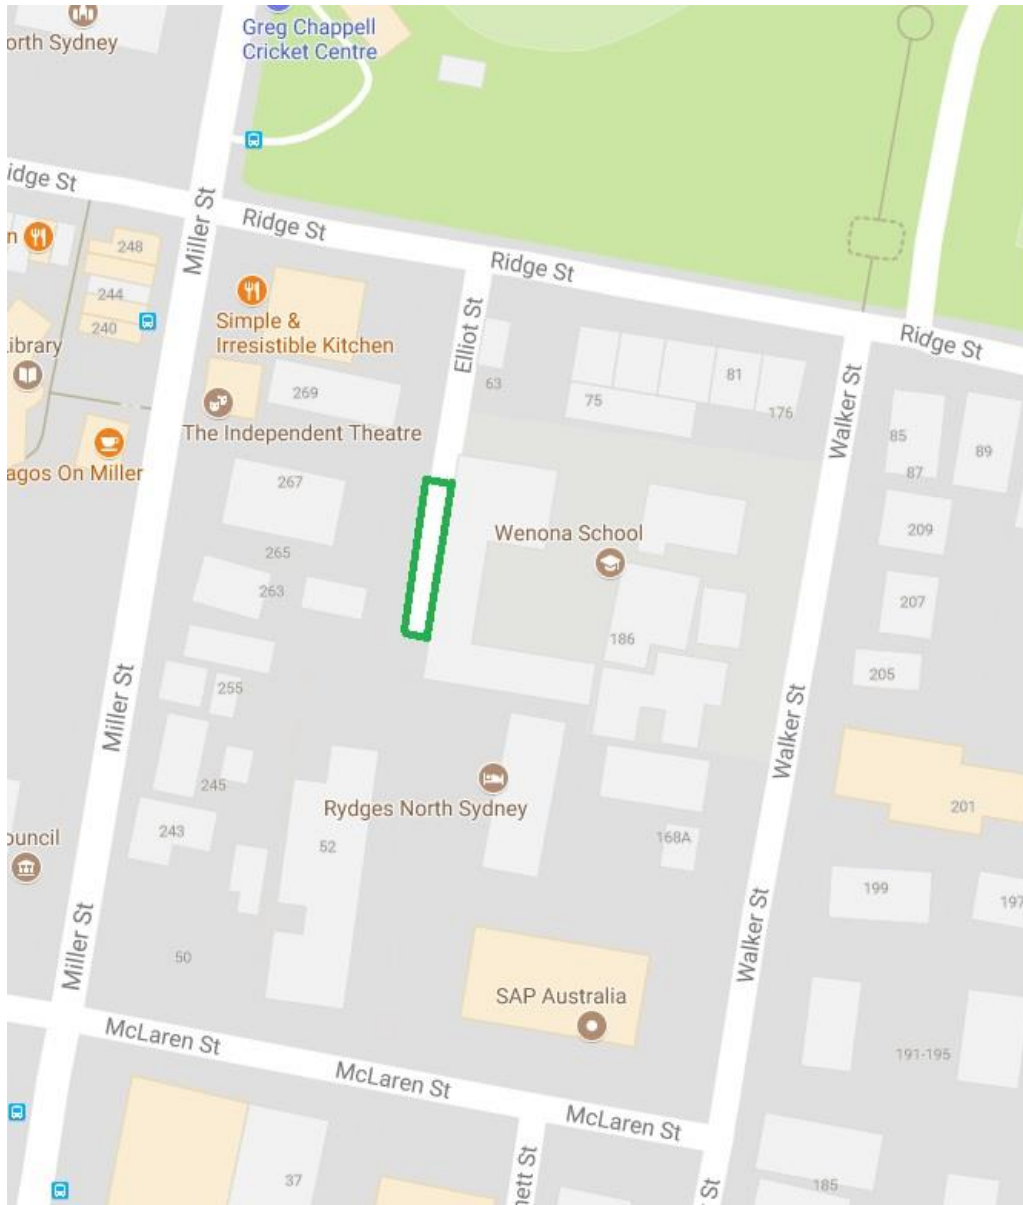 orth Sydney
Greg Chappell
Cricket Centre
idge St
Miller St
Ridge St
Ridge St
Ridge St
n
248
244
240
ibrary
Simple &
Irresistible Kitchen
Elliot St
63
81
75
176
Walker St
85
87
89
269
The Independent Theatre
agos On Miller
267
265
263
Wenona School
209
207
186
205
Miller St
255
245
243
Walker St
Rydges North Sydney
52
168A
201
ouncil
199
197
Miller St
50
Walker St
SAP Australia
191-195
McLaren St
McLaren St
McLaren St
nett St
St
37
185